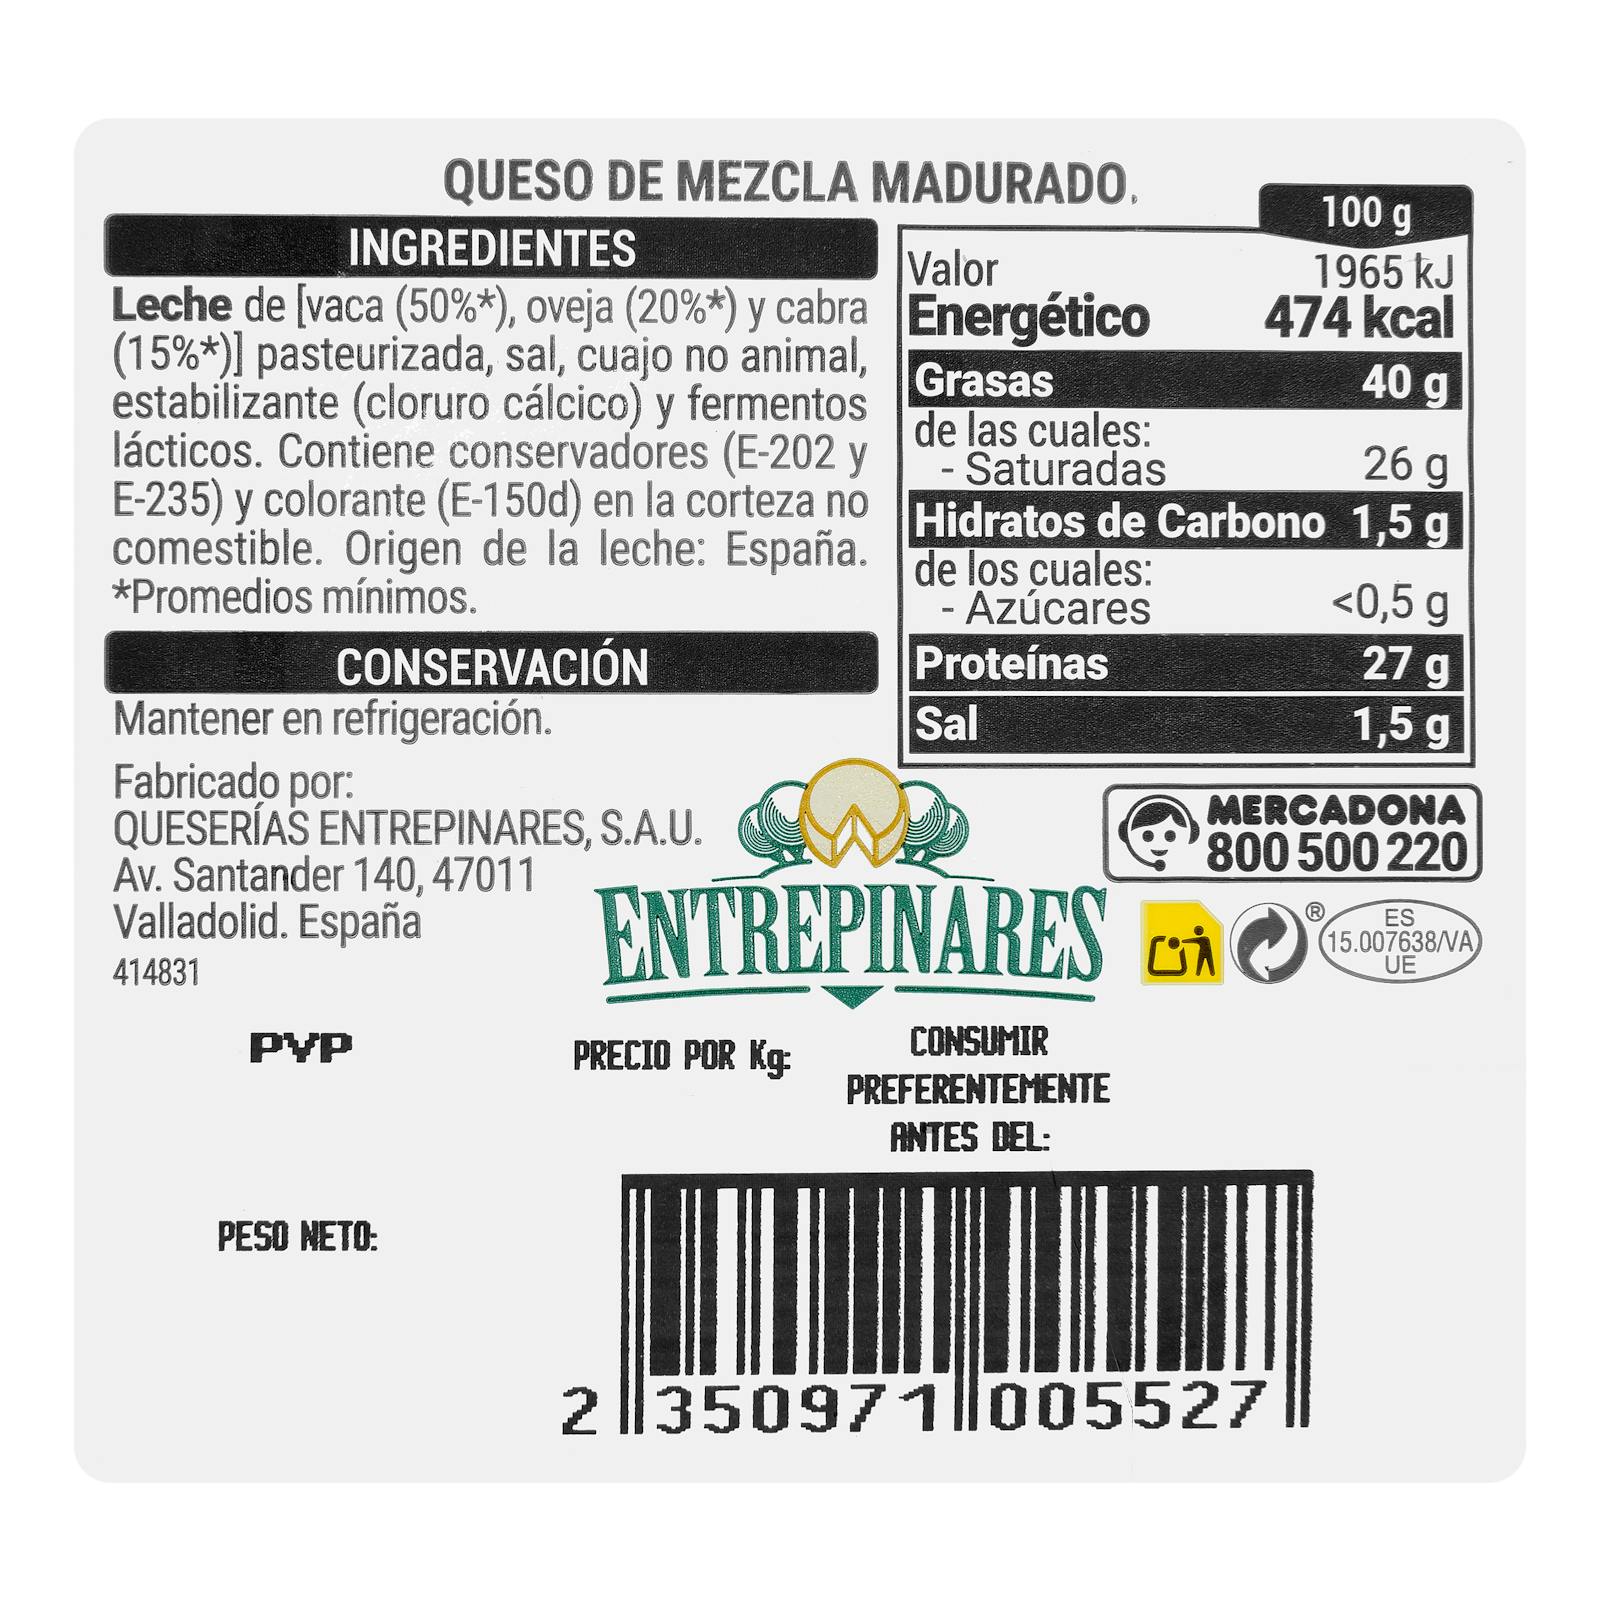 QUESO DE MEZCLA MADURADO.
INGREDIENTES
Leche de [vaca (50%*), oveja (20%*) y cabra
(15%*)] pasteurizada, sal, cuajo no animal,
estabilizante (cloruro cálcico) y fermentos
lácticos. Contiene conservadores (E-202 y
E-235) y colorante (E-150d) en la corteza no
comestible. Origen de la leche: España.
*Promedios mínimos.
CONSERVACIÓN
Mantener en refrigeración.
Fabricado por:
QUESERÍAS ENTREPINARES, S.A.U.
Av. Santander 140, 47011
Valladolid. España
414831
100 g
Valor 1965 kJ
Energético 474 kcal
Grasas 40 g
de las cuales:
- Saturadas 26 g
Hidratos de Carbono 1,5 g
de los cuales:
- Azúcares <0,5 g
Proteínas 27 g
Sal 1,5 g
ENTREPINARES
MERCADONA
800 500 220
®
ES
15.007638/VA
UE
PVP
PRECIO POR Kg:
CONSUMIR
PREFERENTEMENTE
ANTES DEL:
PESO NETO:
2 350971 005527